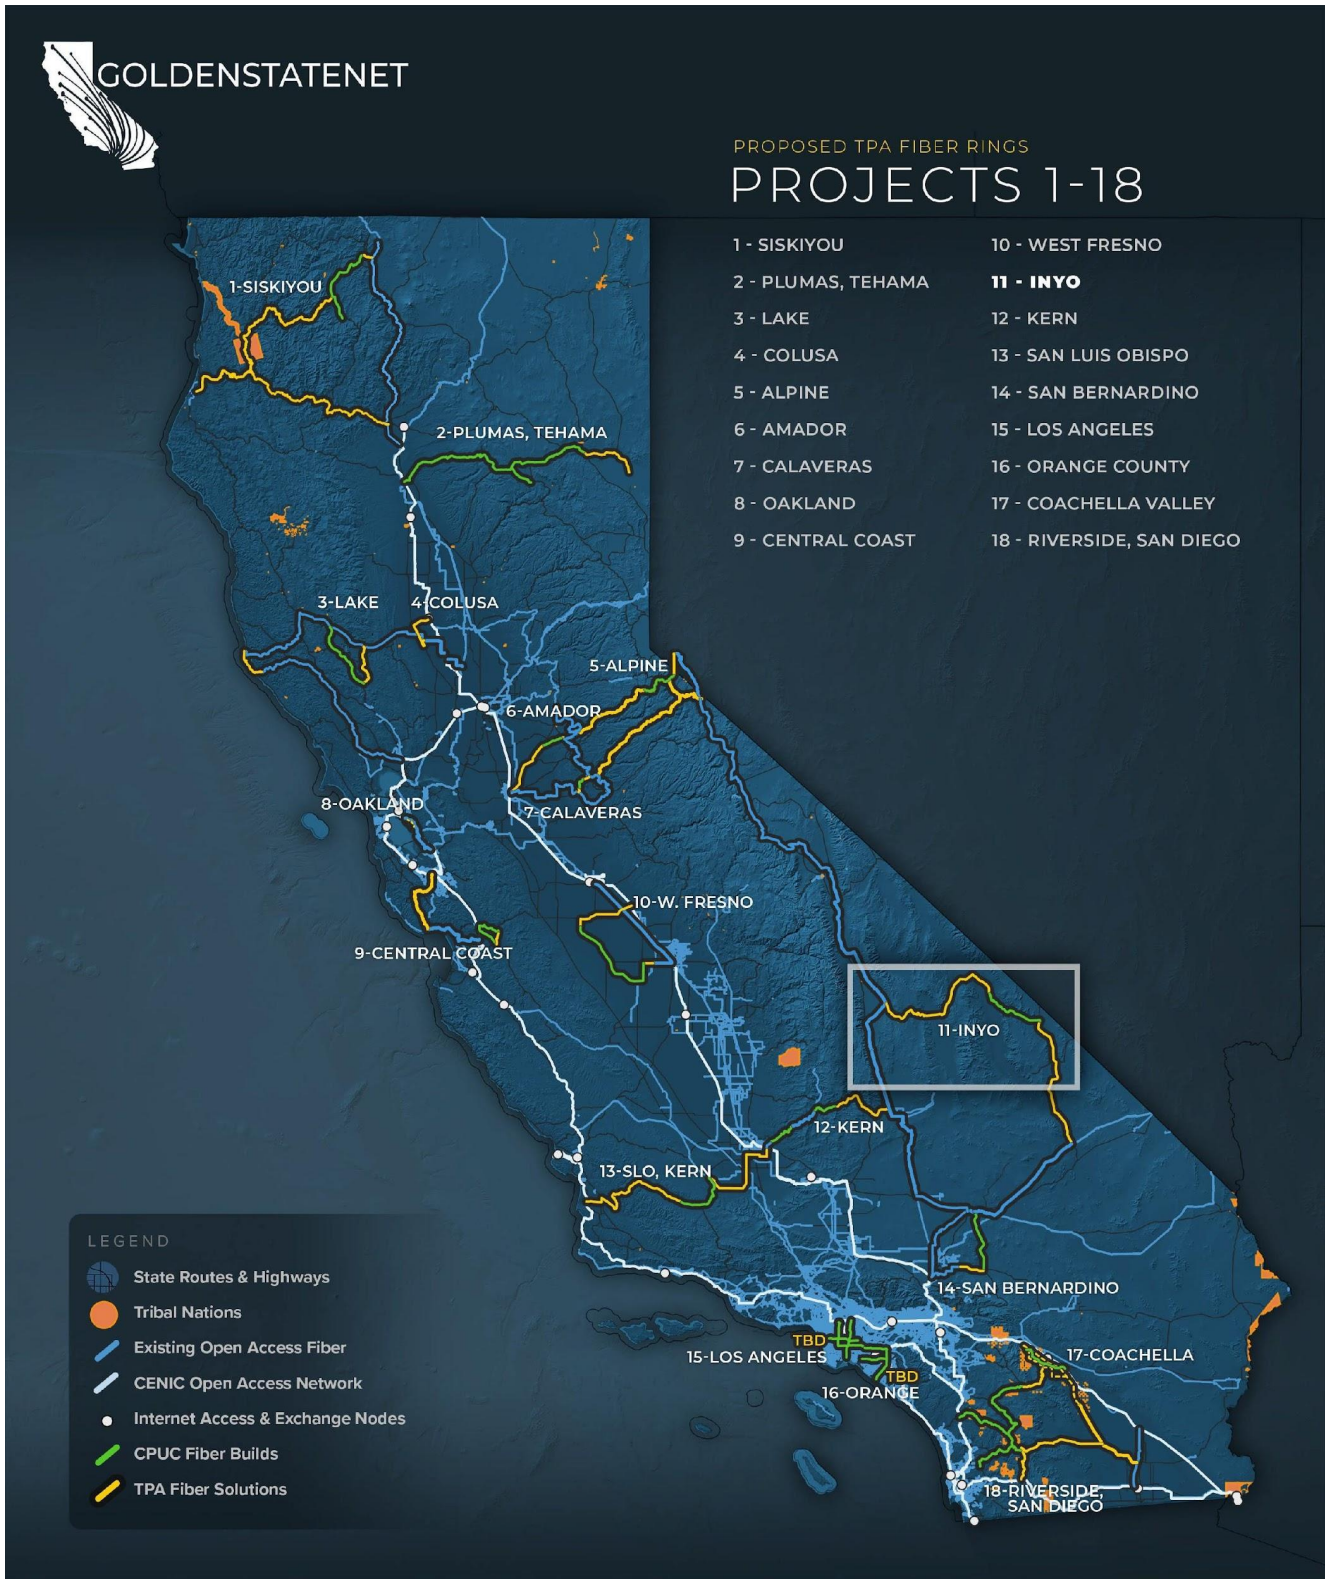 GOLDENSTATENET
PROPOSED TPA FIBER RINGS
PROJECTS 1-18
1 - SISKIYOU
2 - PLUMAS, TEHAMA
3 - LAKE
4 - COLUSA
5 - ALPINE
6 - AMADOR
7 - CALAVERAS
8 - OAKLAND
9 - CENTRAL COAST
10 - WEST FRESNO
11 - INYO
12 - KERN
13 - SAN LUIS OBISPO
14 - SAN BERNARDINO
15 - LOS ANGELES
16 - ORANGE COUNTY
17 - COACHELLA VALLEY
18 - RIVERSIDE, SAN DIEGO
1-SISKIYOU
2-PLUMAS, TEHAMA
3-LAKE
4-COLUSA
5-ALPINE
6-AMADOR
8-OAKLAND
7-CALAVERAS
10-W. FRESNO
9-CENTRAL COAST
11-INYO
12-KERN
13-SLO, KERN
14-SAN BERNARDINO
TBD
15-LOS ANGELES
17-COACHELLA
TBD
16-ORANGE
18-RIVERSIDE,
SAN DIEGO
LEGEND
State Routes & Highways
Tribal Nations
Existing Open Access Fiber
CENIC Open Access Network
Internet Access & Exchange Nodes
CPUC Fiber Builds
TPA Fiber Solutions